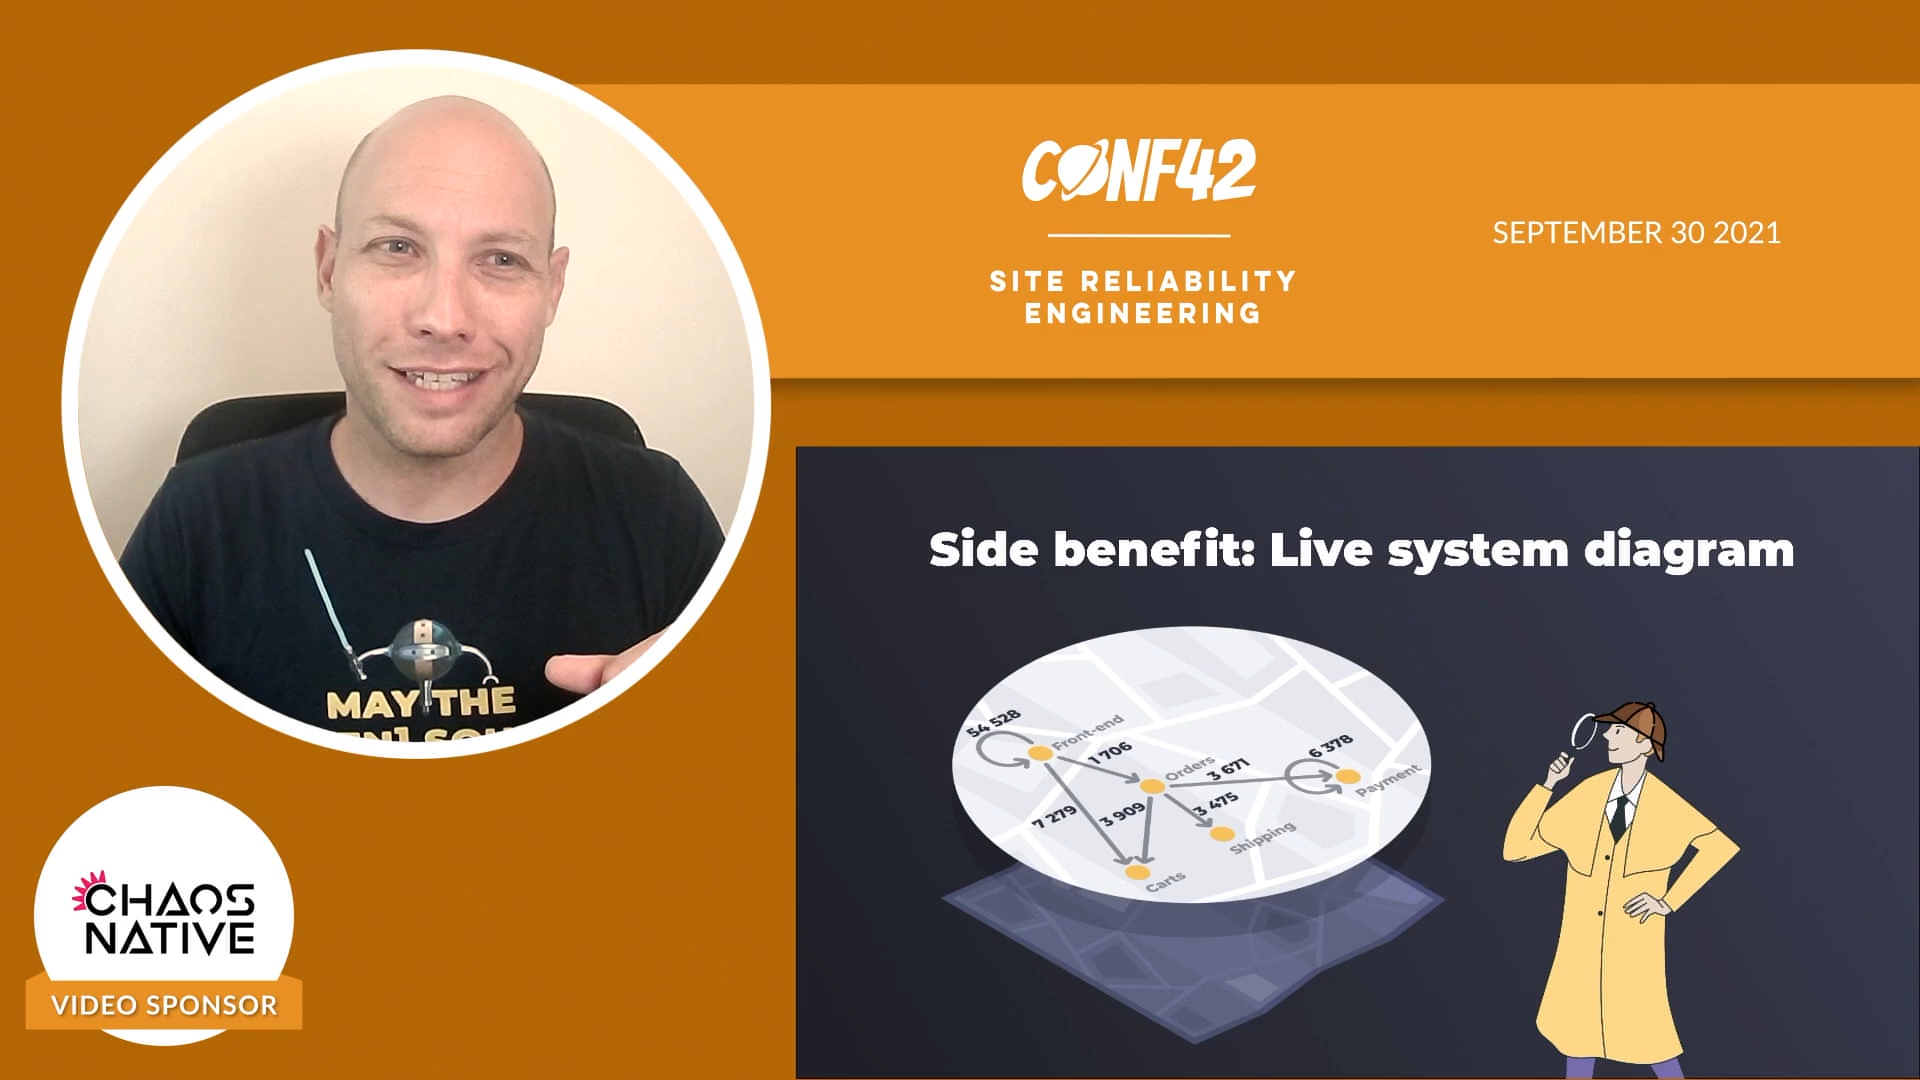 CONF42
SITE RELIABILITY
ENGINEERING
SEPTEMBER 30 2021
MAY THE
Side benefit: Live system diagram
54 528
Front-end
1 706
Orders
3 671
6 378
Payment
7 279
3 909
3 475
Shipping
Carts
CHAOS
NATIVE
VIDEO SPONSOR